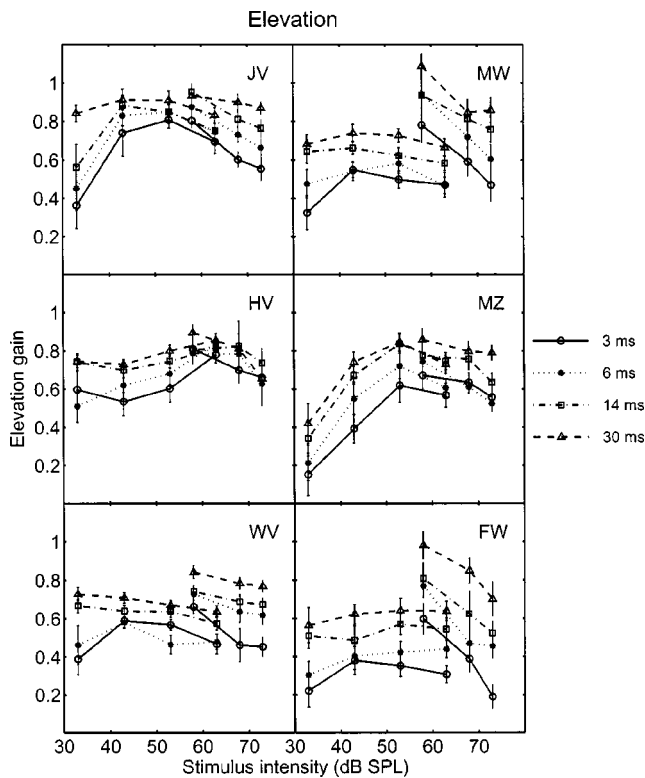 Elevation
JV
MW
1
0.8
0.6
0.4
0.2
HV
MZ
1
0.8
0.6
0.4
0.2
3 ms
6 ms
14 ms
30 ms
WV
FW
1
0.8
0.6
0.4
0.2
30 40 50 60 70 30 40 50 60 70 80
Elevation gain
Stimulus intensity (dB SPL)